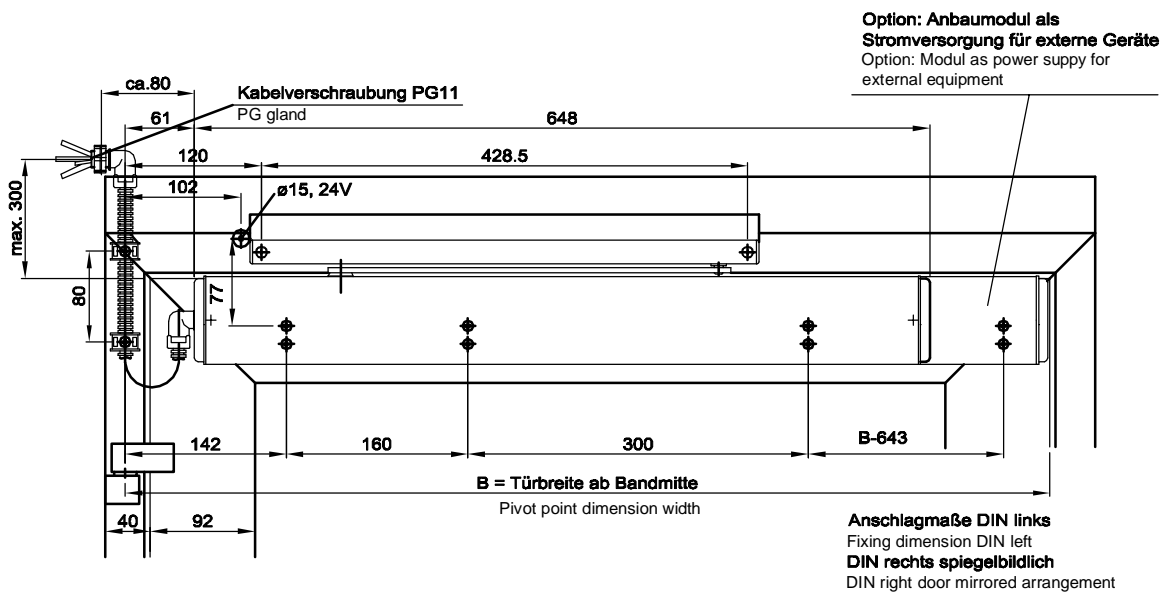 Option: Anbaumodul als
Stromversorgung für externe Geräte
Option: Modul as power suppy for
external equipment
ca.80
Kabelverschraubung PG11
PG gland
61
648
120
428.5
102
ø15, 24V
max. 300
80
77
142
160
300
B-643
B = Türbreite ab Bandmitte
Pivot point dimension width
40
92
Anschlagmaße DIN links
Fixing dimension DIN left
DIN rechts spiegelbildlich
DIN right door mirrored arrangement